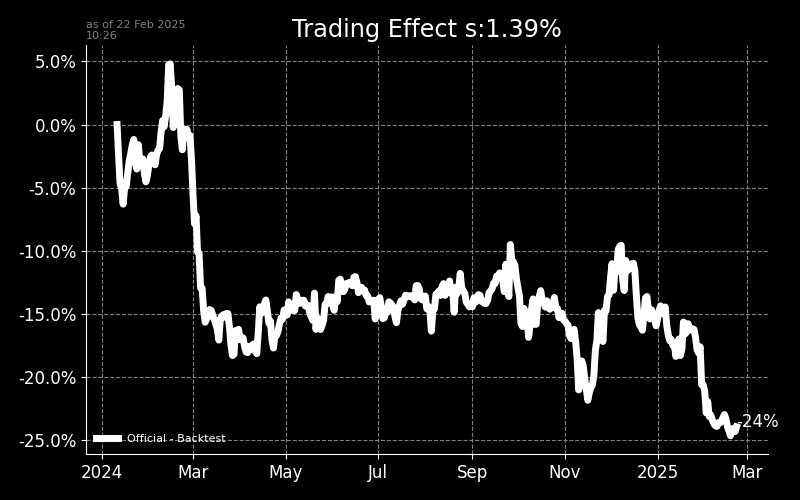 as of 22 Feb 2025
10:26
Trading Effect s:1.39%
5.0%
0.0%
-5.0%
-10.0%
-15.0%
-20.0%
-25.0%
-24%
Official - Backtest
2024 Mar May Jul Sep Nov 2025 Mar